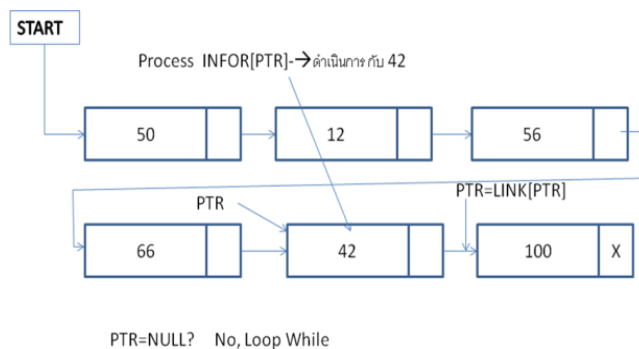 START
Process INFOR[PTR]-→ดำเนินการ กับ 42
50 12 56
PTR PTR=LINK[PTR]
66 42 100 X
PTR=NULL? No, Loop While